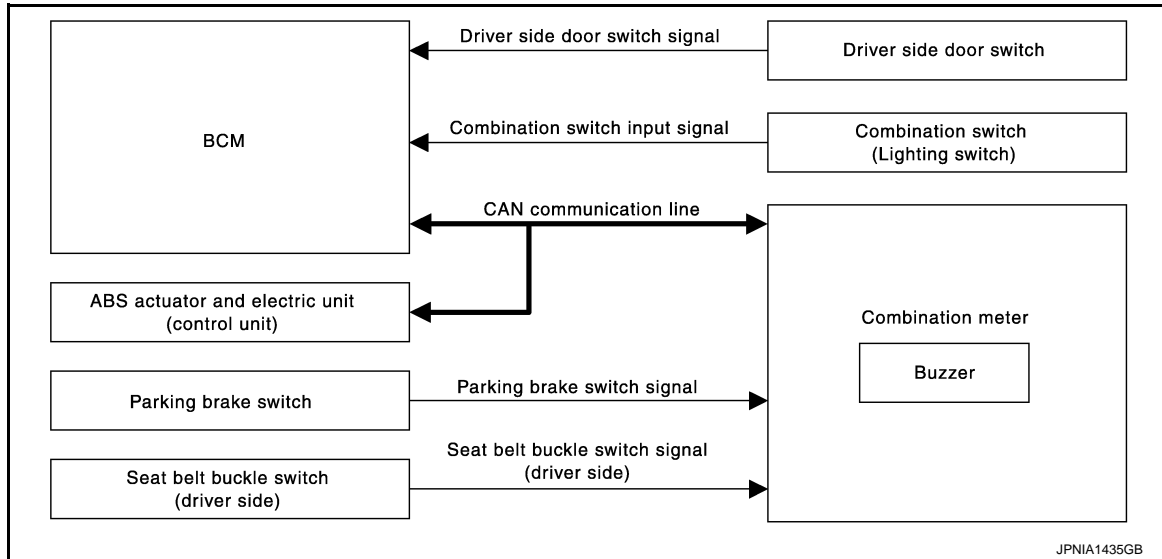 Driver side door switch signal
Driver side door switch
BCM
Combination switch input signal
Combination switch
(Lighting switch)
CAN communication line
ABS actuator and electric unit
(control unit)
Combination meter
Buzzer
Parking brake switch
Parking brake switch signal
Seat belt buckle switch
(driver side)
Seat belt buckle switch signal
(driver side)
JPNIA1435GB